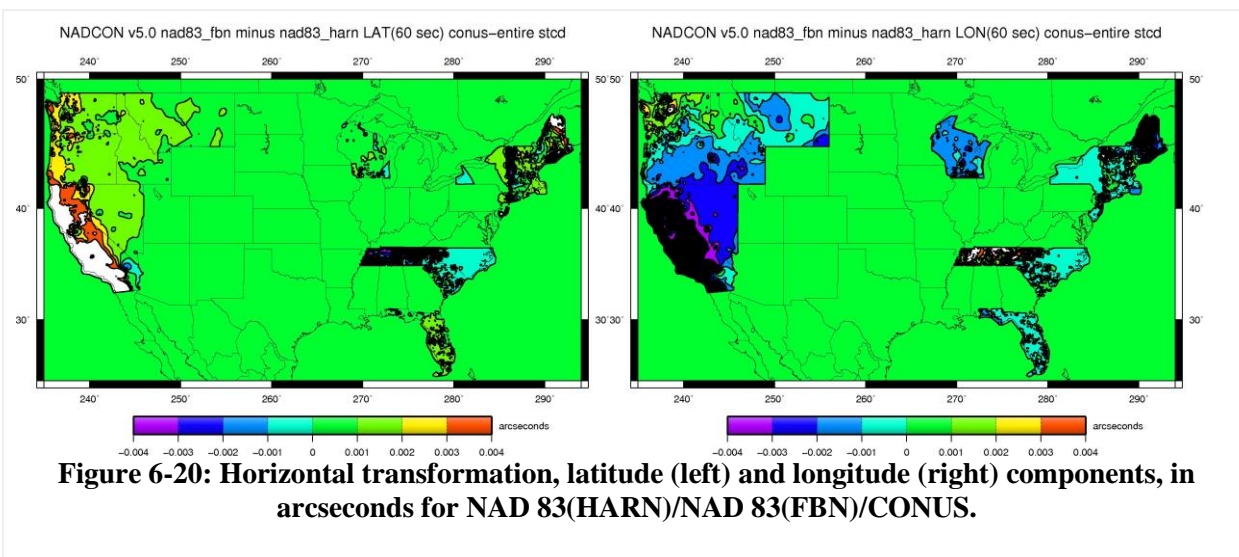 NADCON v5.0 nad83_fbn minus nad83_harn LAT(60 sec) conus-entire stcd
240˚ 250˚ 260˚ 270˚ 280˚ 290˚
50˚
40˚
30˚
240˚ 250˚ 260˚ 270˚ 280˚ 290˚
arcseconds
−0.004 −0.003 −0.002 −0.001 0 0.001 0.002 0.003 0.004
NADCON v5.0 nad83_fbn minus nad83_harn LON(60 sec) conus-entire stcd
240˚ 250˚ 260˚ 270˚ 280˚ 290˚
50˚ 50˚
40˚ 40˚
30˚ 30˚
50˚
40˚
30˚
240˚ 250˚ 260˚ 270˚ 280˚ 290˚
arcseconds
−0.004 −0.003 −0.002 −0.001 0 0.001 0.002 0.003 0.004
Figure 6-20: Horizontal transformation, latitude (left) and longitude (right) components, in
arcseconds for NAD 83(HARN)/NAD 83(FBN)/CONUS.